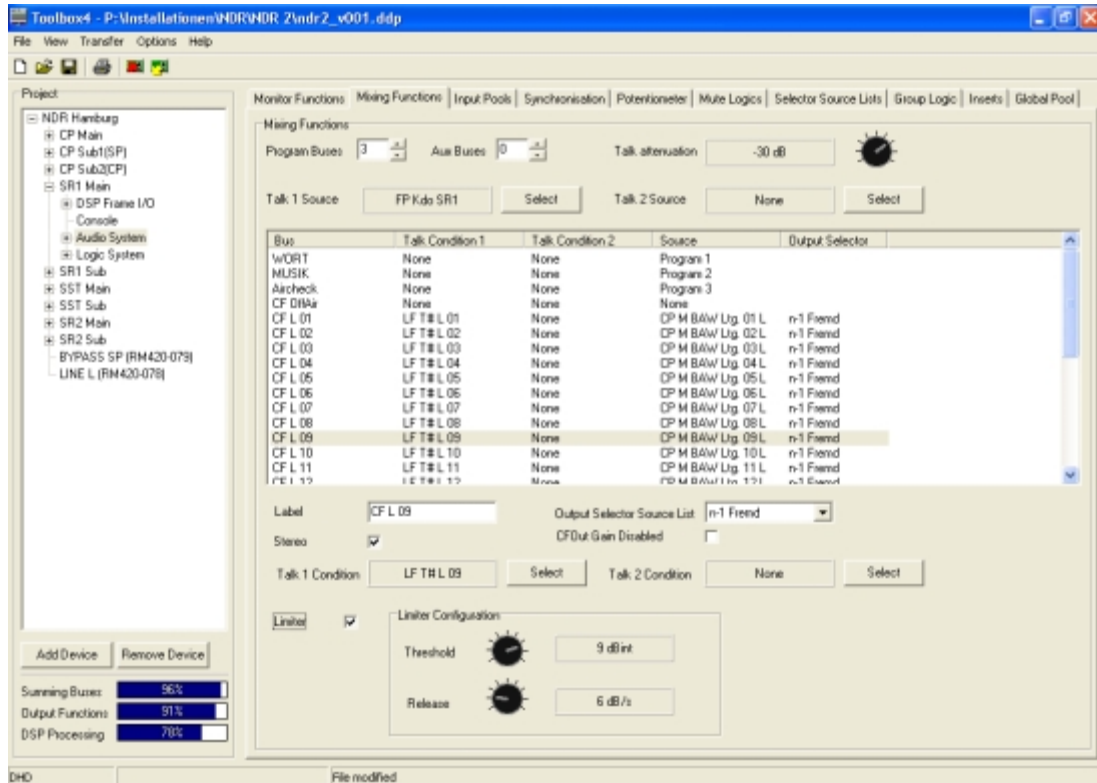 Toolbox4 - P:\Installationen\NDR\NDR 2\ndr2_v001.ddp
File View Transfer Options Help
Project
NDR Hamburg
CP Main
CP Sub1(SP)
CP Sub2(CP)
SR1 Main
DSP Frame I/O
Console
Audio System
Logic System
SR1 Sub
SST Main
SST Sub
SR2 Main
SR2 Sub
BYPASS SP (RM420-079)
LINE L (RM420-078)
Add Device Remove Device
Summing Buses 96%
Output Functions 91%
DSP Processing 78%
Monitor Functions Mixing Functions Input Pools Synchronisation Potentiometer Mute Logics Selector Source Lists Group Logic Inserts Global Pool
Mixing Functions
Program Buses 3 Aux Buses 0 Talk attenuation -30 dB
Talk 1 Source FP Kdo SR1 Select Talk 2 Source None Select
Bus Talk Condition 1 Talk Condition 2 Source Output Selector
WORT None None Program 1
MUSIK None None Program 2
Aircheck None None Program 3
CF OffAir None None None
CF L 01 LF T# L 01 None CP M BAW Ltg. 01 L n-1 Fremd
CF L 02 LF T# L 02 None CP M BAW Ltg. 02 L n-1 Fremd
CF L 03 LF T# L 03 None CP M BAW Ltg. 03 L n-1 Fremd
CF L 04 LF T# L 04 None CP M BAW Ltg. 04 L n-1 Fremd
CF L 05 LF T# L 05 None CP M BAW Ltg. 05 L n-1 Fremd
CF L 06 LF T# L 06 None CP M BAW Ltg. 06 L n-1 Fremd
CF L 07 LF T# L 07 None CP M BAW Ltg. 07 L n-1 Fremd
CF L 08 LF T# L 08 None CP M BAW Ltg. 08 L n-1 Fremd
CF L 09 LF T# L 09 None CP M BAW Ltg. 09 L n-1 Fremd
CF L 10 LF T# L 10 None CP M BAW Ltg. 10 L n-1 Fremd
CF L 11 LF T# L 11 None CP M BAW Ltg. 11 L n-1 Fremd
CF L 12 LF T# L 12 None CP M BAW Ltg. 12 L n-1 Fremd
Label CF L 09 Output Selector Source List n-1 Fremd
Stereo CFOut Gain Disabled
Talk 1 Condition LF T# L 09 Select Talk 2 Condition None Select
Limiter Limiter Configuration
Threshold 9 dBint
Release 6 dB/s
DHD File modified